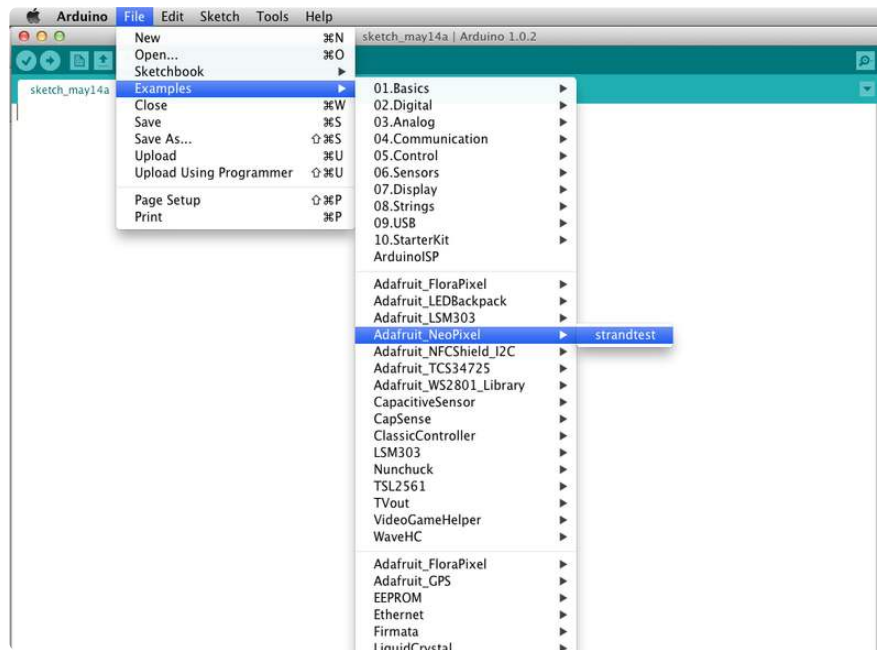 Arduino File Edit Sketch Tools Help
sketch_may14a | Arduino 1.0.2
sketch_may14a
New ⌘N
Open... ⌘O
Sketchbook ▶
Examples ▶
Close ⌘W
Save ⌘S
Save As... ⇧⌘S
Upload ⌘U
Upload Using Programmer ⇧⌘U
Page Setup ⇧⌘P
Print ⌘P
01.Basics ▶
02.Digital ▶
03.Analog ▶
04.Communication ▶
05.Control ▶
06.Sensors ▶
07.Display ▶
08.Strings ▶
09.USB ▶
10.StarterKit ▶
ArduinoISP
Adafruit_FloraPixel ▶
Adafruit_LEDBackpack ▶
Adafruit_LSM303 ▶
Adafruit_NeoPixel ▶
strandtest
Adafruit_NFCShield_I2C ▶
Adafruit_TCS34725 ▶
Adafruit_WS2801_Library ▶
CapacitiveSensor ▶
CapSense ▶
ClassicController ▶
LSM303 ▶
Nunchuck ▶
TSL2561 ▶
TVout ▶
VideoGameHelper ▶
WaveHC ▶
Adafruit_FloraPixel ▶
Adafruit_GPS ▶
EEPROM ▶
Ethernet ▶
Firmata ▶
LiquidCrystal ▶